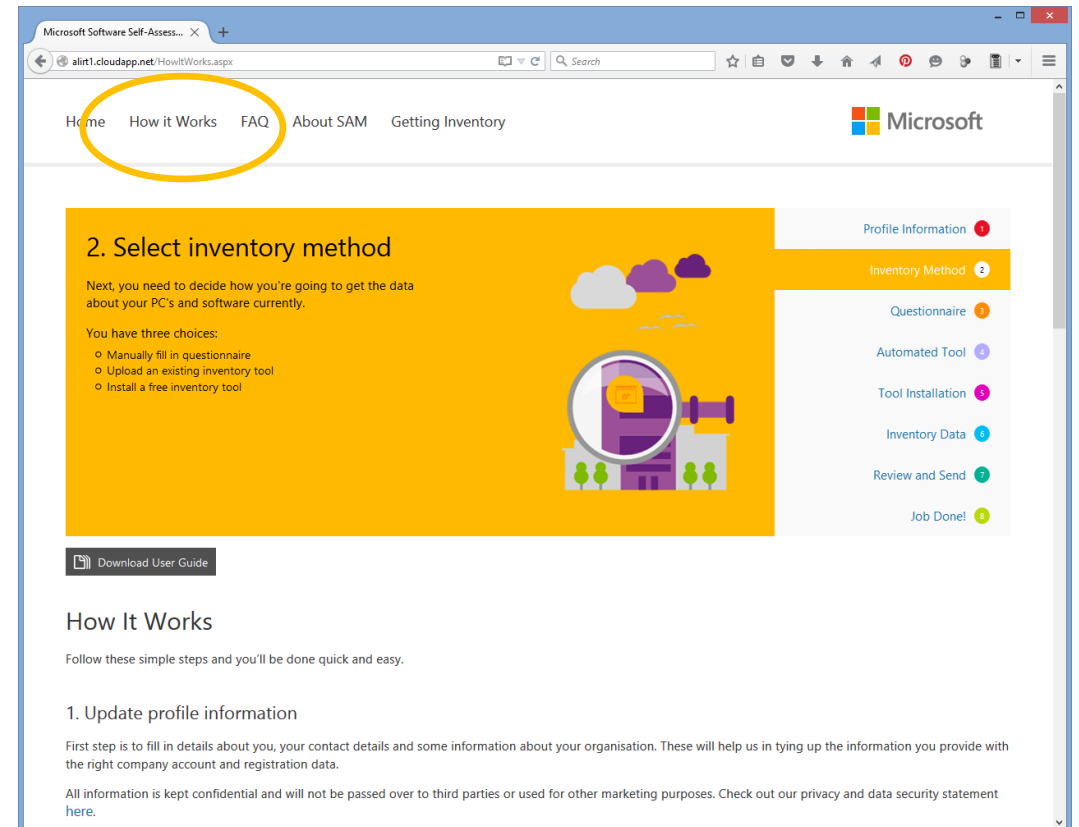 Microsoft Software Self-Assess...
alirt1.cloudapp.net/HowItWorks.aspx
Search
Home How it Works FAQ About SAM Getting Inventory
Microsoft
2. Select inventory method
Next, you need to decide how you're going to get the data
about your PC's and software currently.
You have three choices:
Manually fill in questionnaire
Upload an existing inventory tool
Install a free inventory tool
Profile Information 1
Inventory Method 2
Questionnaire 3
Automated Tool 4
Tool Installation 5
Inventory Data 6
Review and Send 7
Job Done! 8
Download User Guide
How It Works
Follow these simple steps and you'll be done quick and easy.
1. Update profile information
First step is to fill in details about you, your contact details and some information about your organisation. These will help us in tying up the information you provide with
the right company account and registration data.
All information is kept confidential and will not be passed over to third parties or used for other marketing purposes. Check out our privacy and data security statement
here.